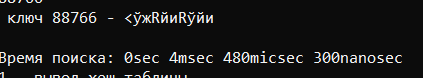 ключ 88766 - <ўжRйиRўйи
Время поиска: 0sec 4msec 480micsec 300nanosec